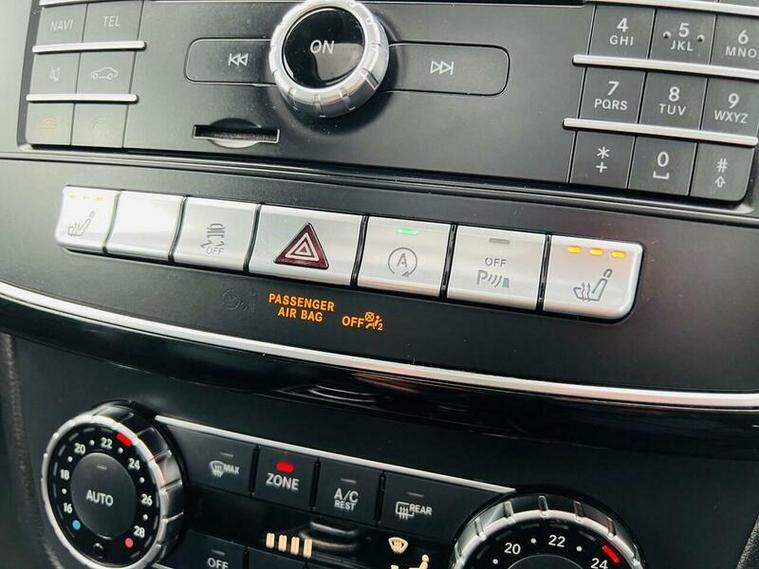 NAVI
TEL
ON
4
GHI
5
JKL
6
MNO
7
PQRS
8
TUV
9
WXYZ
*
+
0
#
OFF
A
OFF
P
PASSENGER
AIR BAG
OFF
2
20 22 24
18 26
16 28
AUTO
MAX
ZONE
A/C
REST
REAR
OFF
20 22 24